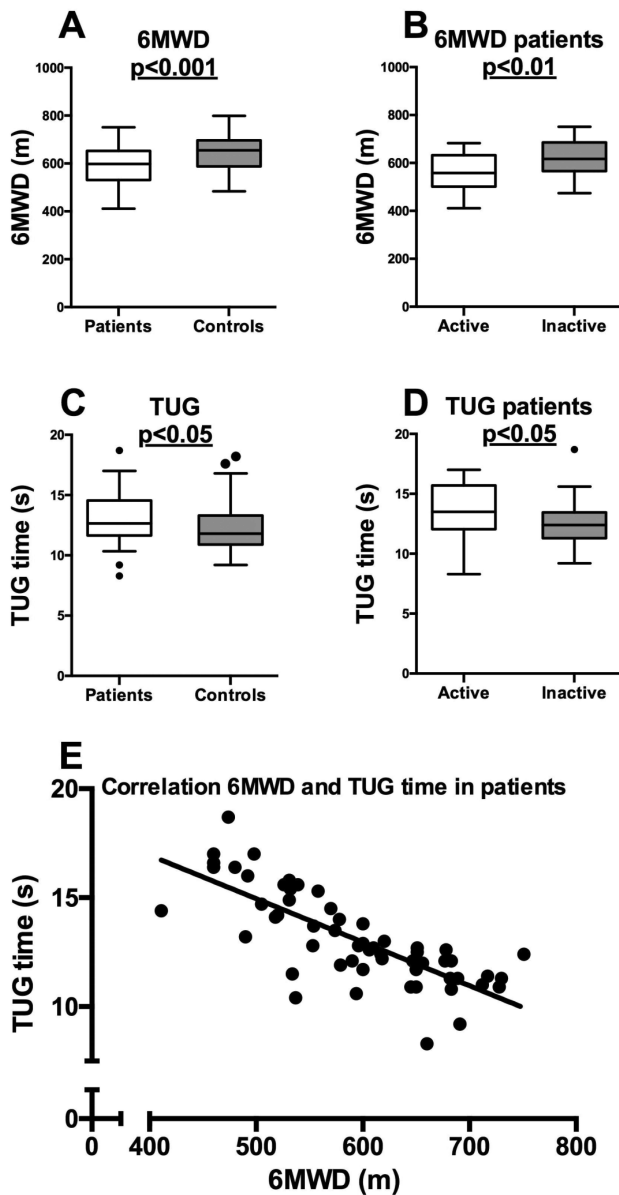 A
6MWD
p<0.001
6MWD (m)
1000
800
600
400
200
0
Patients
Controls
B
6MWD patients
p<0.01
6MWD (m)
1000
800
600
400
200
0
Active
Inactive
C
TUG
p<0.05
TUG time (s)
20
15
10
5
0
Patients
Controls
D
TUG patients
p<0.05
TUG time (s)
20
15
10
5
0
Active
Inactive
E
Correlation 6MWD and TUG time in patients
TUG time (s)
20
15
10
0
0
400
500
600
700
800
6MWD (m)